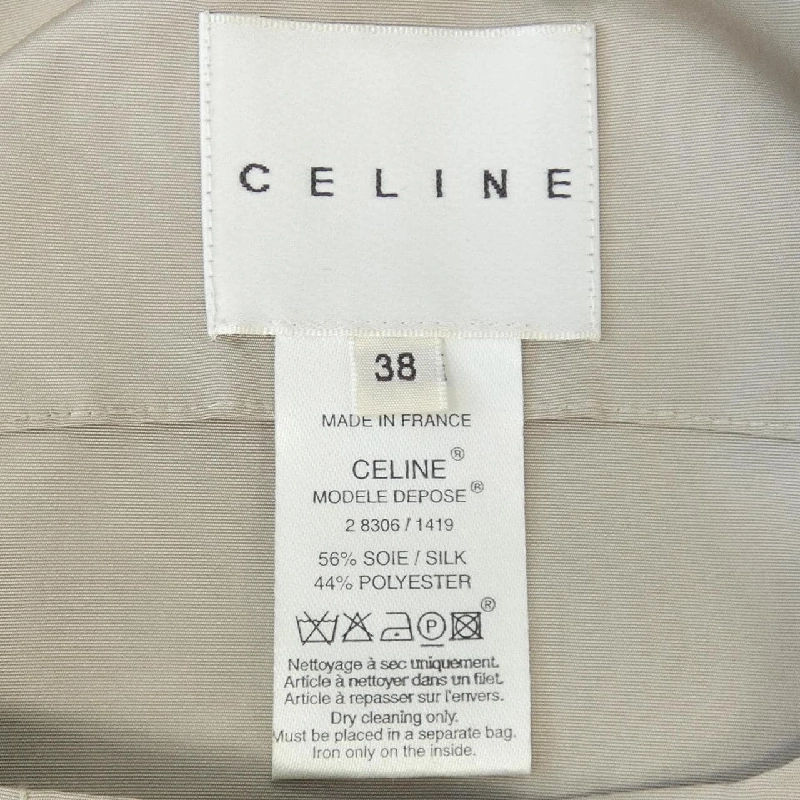 CELINE
38
MADE IN FRANCE
CELINE®
MODELE DEPOSE®
2 8306 / 1419
56% SOIE / SILK
44% POLYESTER
P ®
Nettoyage à sec uniquement.
Article à nettoyer dans un filet.
Article à repasser sur l'envers.
Dry cleaning only.
Must be placed in a separate bag.
Iron only on the inside.